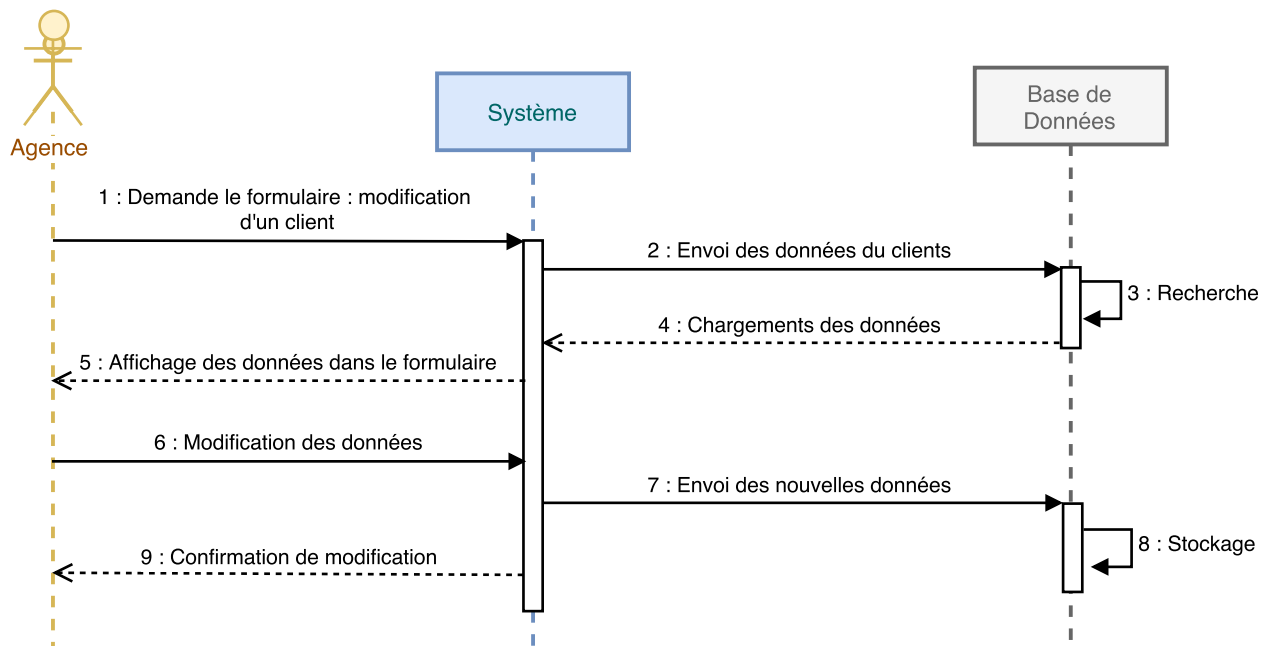 Agence
Système
Base de
Données
1 : Demande le formulaire : modification
d'un client
2 : Envoi des données du clients
3 : Recherche
4 : Chargements des données
5 : Affichage des données dans le formulaire
6 : Modification des données
7 : Envoi des nouvelles données
8 : Stockage
9 : Confirmation de modification